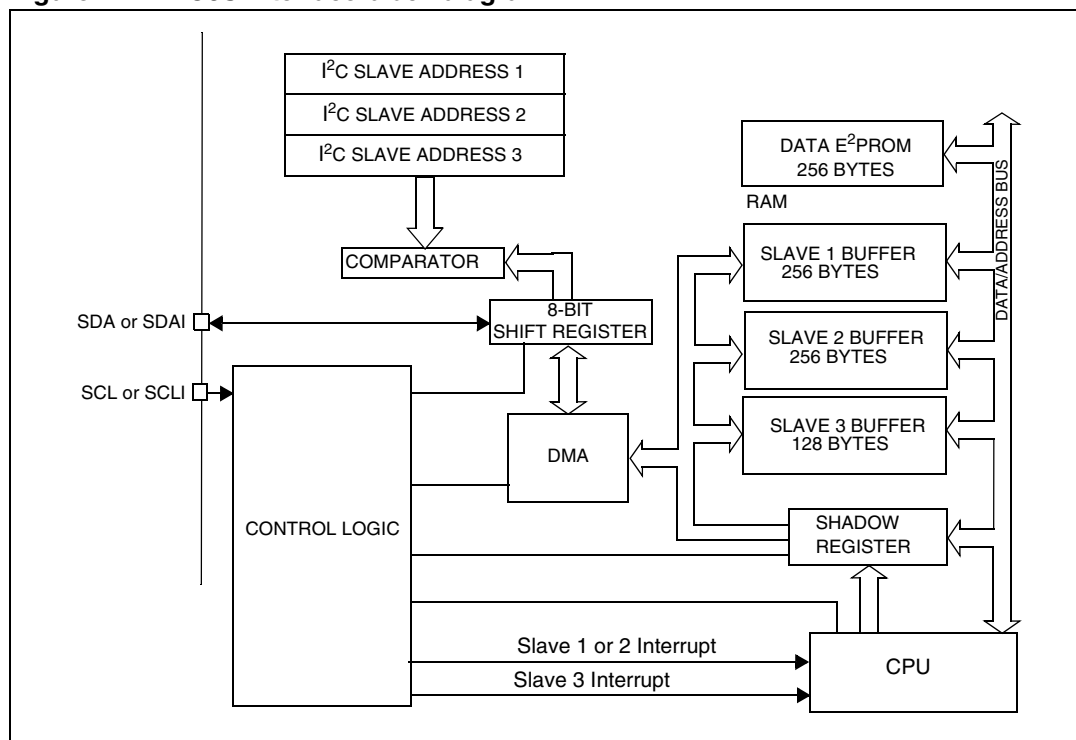 I²C SLAVE ADDRESS 1
I²C SLAVE ADDRESS 2
I²C SLAVE ADDRESS 3
DATA E²PROM
256 BYTES
RAM
DATA/ADDRESS BUS
COMPARATOR
SLAVE 1 BUFFER
256 BYTES
8-BIT
SHIFT REGISTER
SDA or SDAI
SLAVE 2 BUFFER
256 BYTES
SCL or SCLI
SLAVE 3 BUFFER
128 BYTES
DMA
CONTROL LOGIC
SHADOW
REGISTER
Slave 1 or 2 Interrupt
Slave 3 Interrupt
CPU